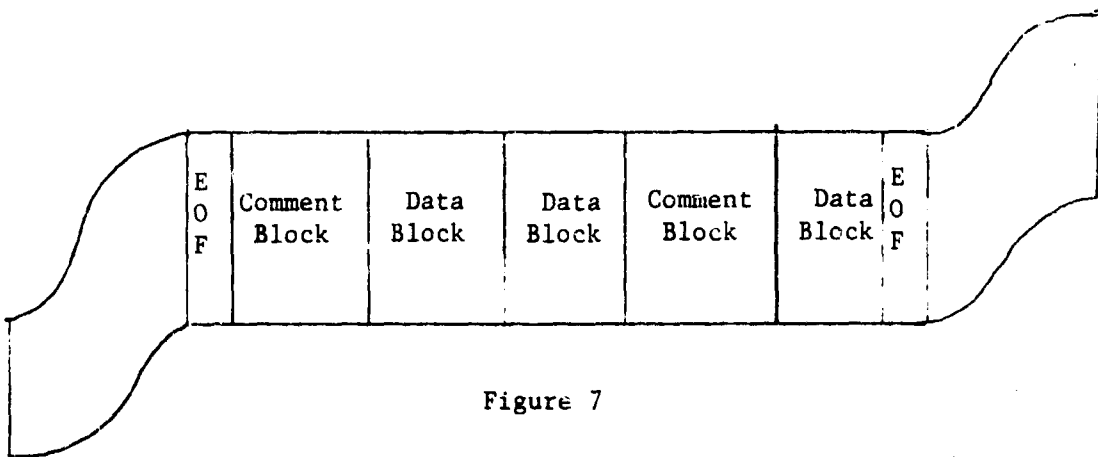 E
O
F
Comment
Block
Data
Block
Data
Block
Comment
Block
Data
Block
E
O
F
Figure 7